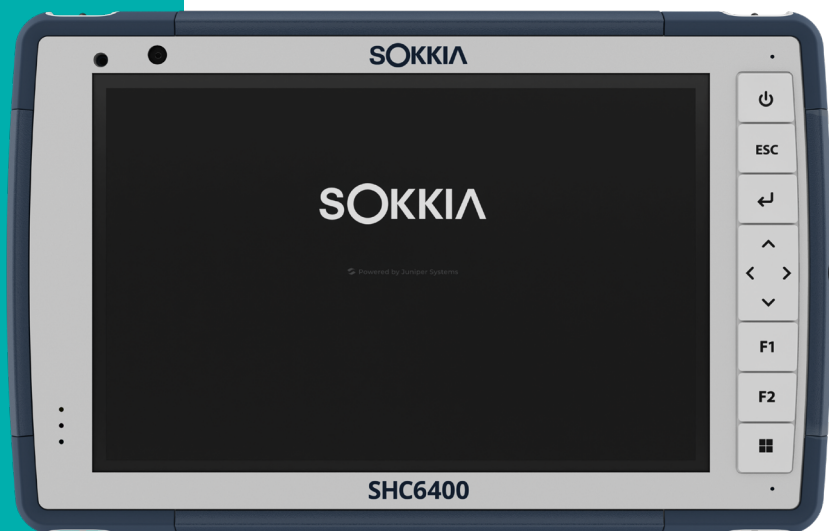 SOKKIA
ESC
SOKKIA
Powered by Juniper Systems
F1
F2
SHC6400